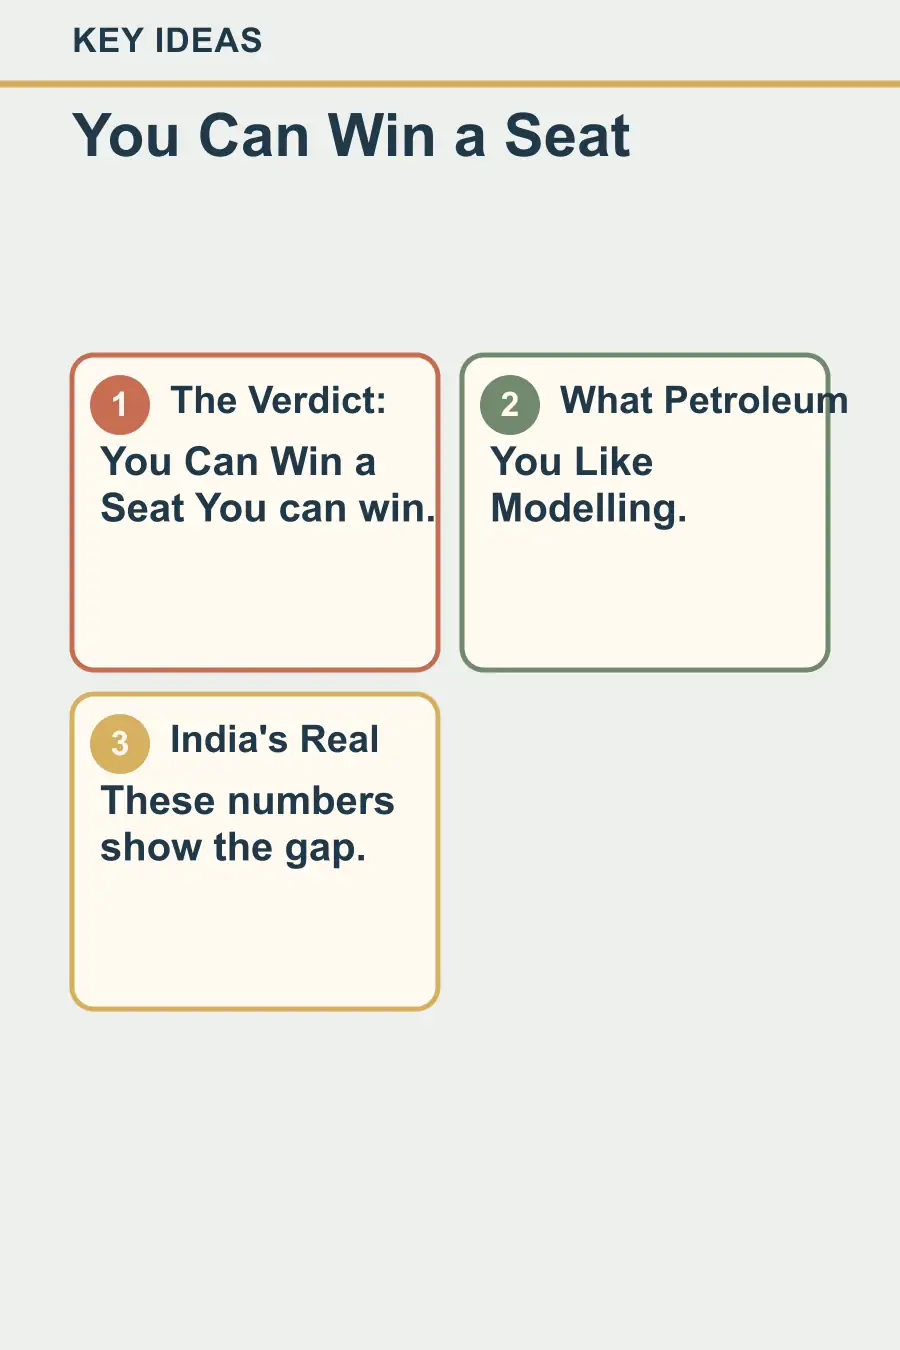 KEY IDEAS
You Can Win a Seat
1 The Verdict:
You Can Win a
Seat You can win.
2 What Petroleum
You Like
Modelling.
3 India's Real
These numbers
show the gap.